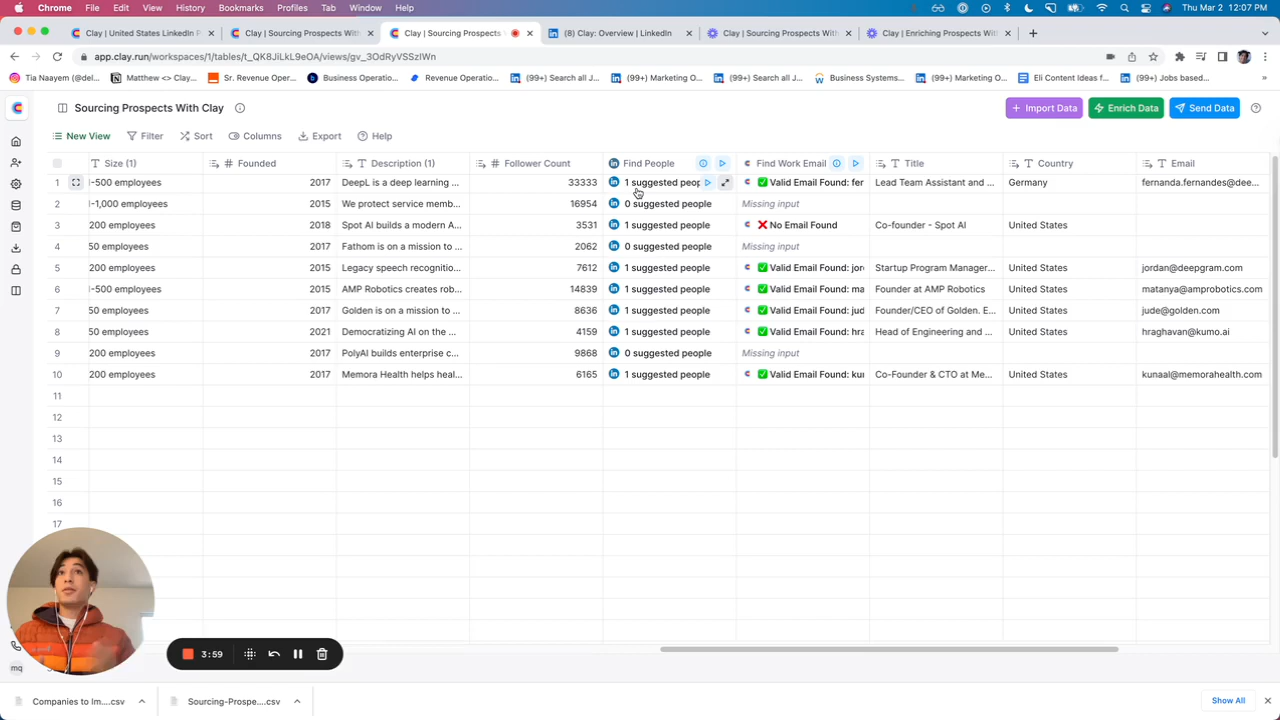 Chrome File Edit View History Bookmarks Profiles Tab Window Help Thu Mar 2 12:07 PM
Clay | United States LinkedIn P × Clay | Sourcing Prospects With × Clay | Sourcing Prospects With × (8) Clay: Overview | LinkedIn × Clay | Sourcing Prospects With × Clay | Enriching Prospects Wit ×
app.clay.run/workspaces/1/tables/t_QK8JiLkL9eOA/views/gv_3OdRyVSSzlWn
Tia Naayem (@del... Matthew <> Clay... Sr. Revenue Oper... Business Operatio... Revenue Operatio... (99+) Search all J... (99+) Marketing O... (99+) Search all J... Business Systems... (99+) Marketing O... Eli Content Ideas f... (99+) Jobs based...
Sourcing Prospects With Clay Import Data Enrich Data Send Data
New View Filter Sort Columns Export Help
Size (1) Founded Description (1) Follower Count Find People Find Work Email Title Country Email
1 I-500 employees 2017 DeepL is a deep learning ... 33333 1 suggested peop Valid Email Found: fer Lead Team Assistant and ... Germany fernanda.fernandes@dee...
2 I-1,000 employees 2015 We protect service memb... 16954 0 suggested people Missing input
3 200 employees 2018 Spot AI builds a modern A... 3531 1 suggested people No Email Found Co-founder - Spot AI United States
4 50 employees 2017 Fathom is on a mission to ... 2062 0 suggested people Missing input
5 200 employees 2015 Legacy speech recognitio... 7612 1 suggested people Valid Email Found: jor Startup Program Manager... United States jordan@deepgram.com
6 I-500 employees 2015 AMP Robotics creates rob... 14839 1 suggested people Valid Email Found: ma Founder at AMP Robotics United States matanya@amprobotics.com
7 50 employees 2017 Golden is on a mission to ... 8636 1 suggested people Valid Email Found: jud Founder/CEO of Golden. E... United States jude@golden.com
8 50 employees 2021 Democratizing AI on the ... 4159 1 suggested people Valid Email Found: hra Head of Engineering and ... United States hraghavan@kumo.ai
9 200 employees 2017 PolyAI builds enterprise c... 9868 0 suggested people Missing input
10 200 employees 2017 Memora Health helps heal... 6165 1 suggested people Valid Email Found: kun Co-Founder & CTO at Me... United States kunaal@memorahealth.com
11
12
13
14
15
16
17
3:59
mq
Companies to Im....csv Sourcing-Prospe....csv Show All